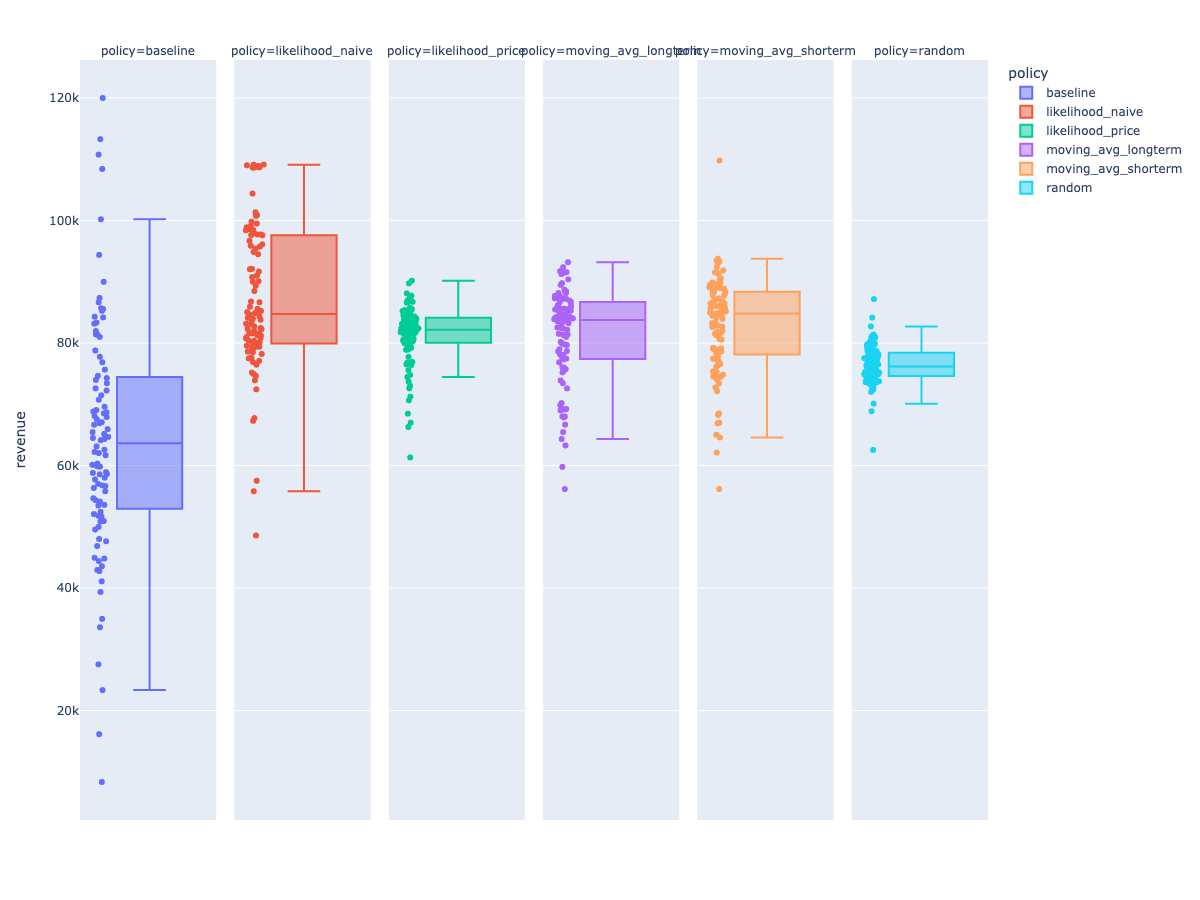 policy=baseline
policy=likelihood_naive
policy=likelihood_price
policy=moving_avg_longterm
policy=moving_avg_shorterm
policy=random
policy
baseline
likelihood_naive
likelihood_price
moving_avg_longterm
moving_avg_shorterm
random
120k
100k
80k
60k
40k
20k
revenue